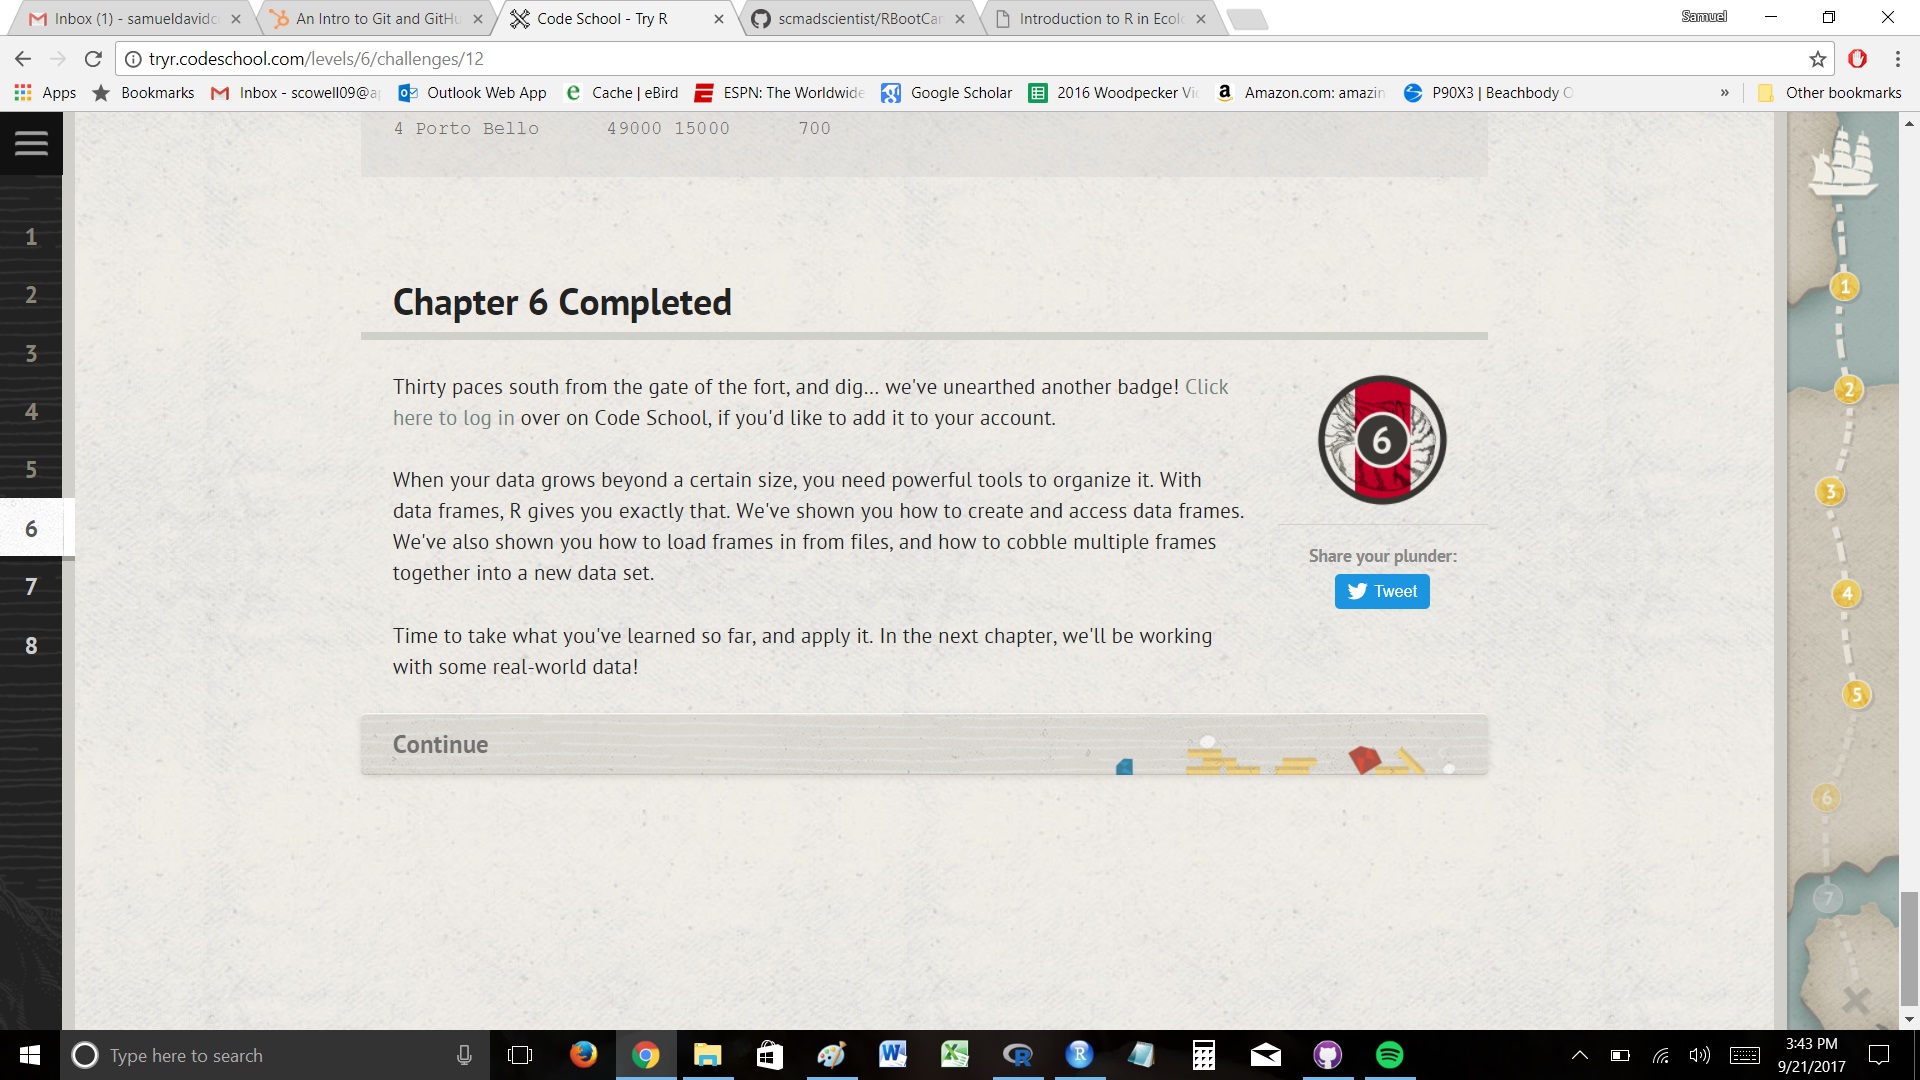 Inbox (1) - samueldavidc
An Intro to Git and GitHu
Code School - Try R
scmadscientist/RBootCar
Introduction to R in Ecol
Samuel
tryr.codeschool.com/levels/6/challenges/12
Apps
Bookmarks
Inbox - scowell09@a
Outlook Web App
Cache | eBird
ESPN: The Worldwide
Google Scholar
2016 Woodpecker Vi
Amazon.com: amazin
P90X3 | Beachbody O
»
Other bookmarks
4 Porto Bello 49000 15000 700
1
2
3
4
5
6
7
8
Chapter 6 Completed
Thirty paces south from the gate of the fort, and dig... we've unearthed another badge! Click
here to log in over on Code School, if you'd like to add it to your account.
When your data grows beyond a certain size, you need powerful tools to organize it. With
data frames, R gives you exactly that. We've shown you how to create and access data frames.
We've also shown you how to load frames in from files, and how to cobble multiple frames
together into a new data set.
Time to take what you've learned so far, and apply it. In the next chapter, we'll be working
with some real-world data!
6
Share your plunder:
Tweet
Continue
1
2
3
4
5
6
7
Type here to search
3:43 PM
9/21/2017